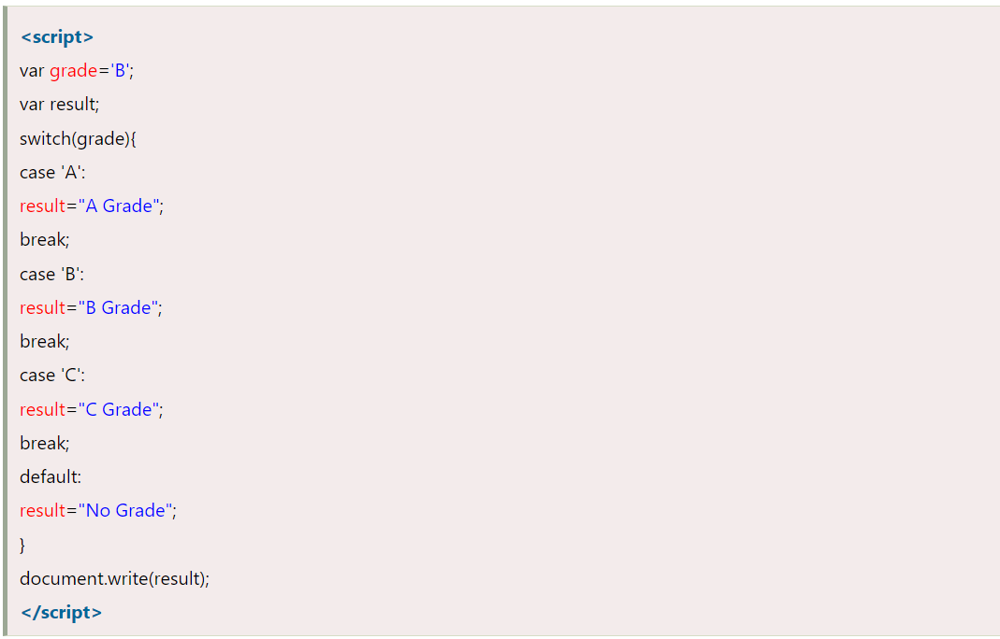 <script>
var grade='B';
var result;
switch(grade){
case 'A':
result="A Grade";
break;
case 'B':
result="B Grade";
break;
case 'C':
result="C Grade";
break;
default:
result="No Grade";
}
document.write(result);
</script>